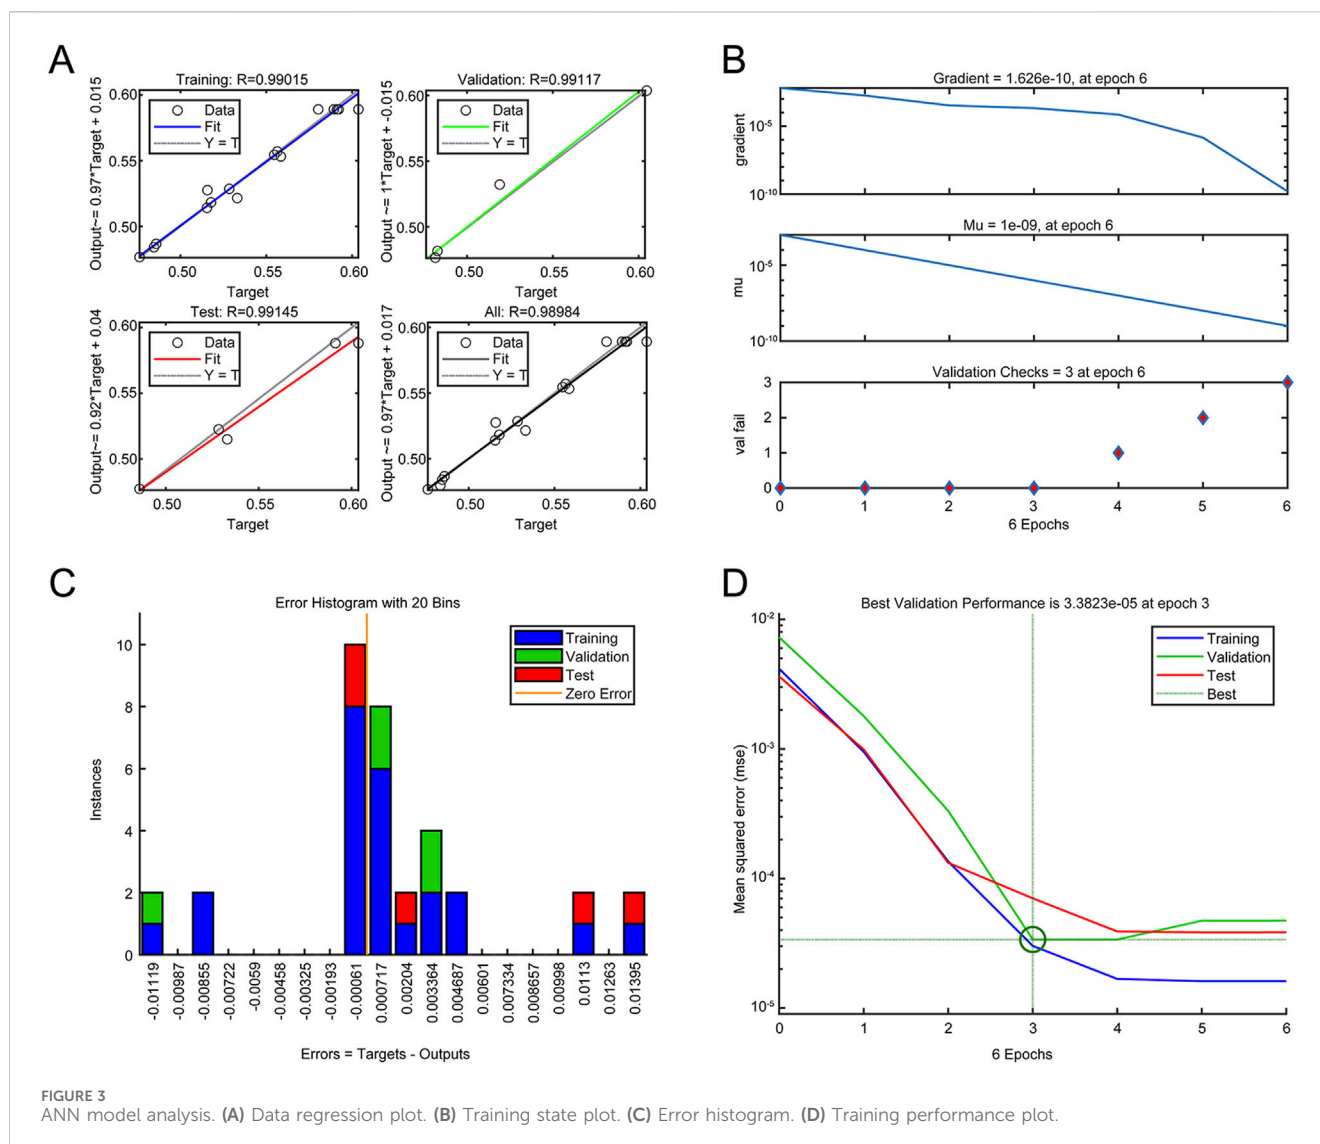 A
Training: R=0.99015
Output~= 0.97*Target + 0.015
0.60
0.55
0.50
Data
Fit
Y = T
0.50 0.55 0.60
Target
Validation: R=0.99117
Output ~= 1*Target + -0.015
0.60
0.55
0.50
Data
Fit
Y = T
0.50 0.55 0.60
Target
Test: R=0.99145
Output~= 0.92*Target + 0.04
0.60
0.55
0.50
Data
Fit
Y = T
0.50 0.55 0.60
Target
All: R=0.98984
Output ~= 0.97*Target + 0.017
0.60
0.55
0.50
Data
Fit
Y = T
0.50 0.55 0.60
Target
B
Gradient = 1.626e-10, at epoch 6
gradient
10-5
10-10
Mu = 1e-09, at epoch 6
mu
10-5
10-10
Validation Checks = 3 at epoch 6
val fail
3
2
1
0
0 1 2 3 4 5 6
6 Epochs
C
Error Histogram with 20 Bins
Instances
10
8
6
4
2
0
Training
Validation
Test
Zero Error
-0.01119
-0.00987
-0.00855
-0.00722
-0.0059
-0.00458
-0.00325
-0.00193
-0.00061
0.000717
0.00204
0.003364
0.004687
0.00601
0.007334
0.008657
0.00998
0.0113
0.01263
0.01395
Errors = Targets - Outputs
D
Best Validation Performance is 3.3823e-05 at epoch 3
Mean squared error (mse)
10-2
10-3
10-4
10-5
Training
Validation
Test
Best
0 1 2 3 4 5 6
6 Epochs
FIGURE 3
ANN model analysis. (A) Data regression plot. (B) Training state plot. (C) Error histogram. (D) Training performance plot.